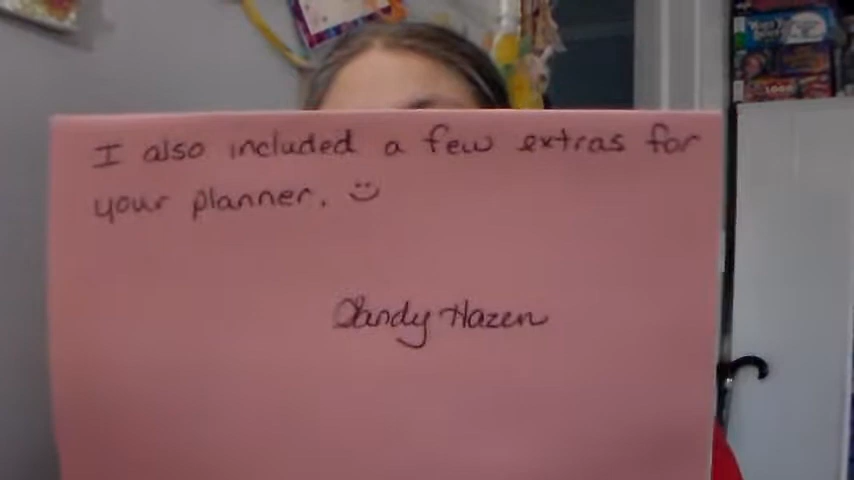 I also included a few extras for
your planner. :)
Sandy Hazen